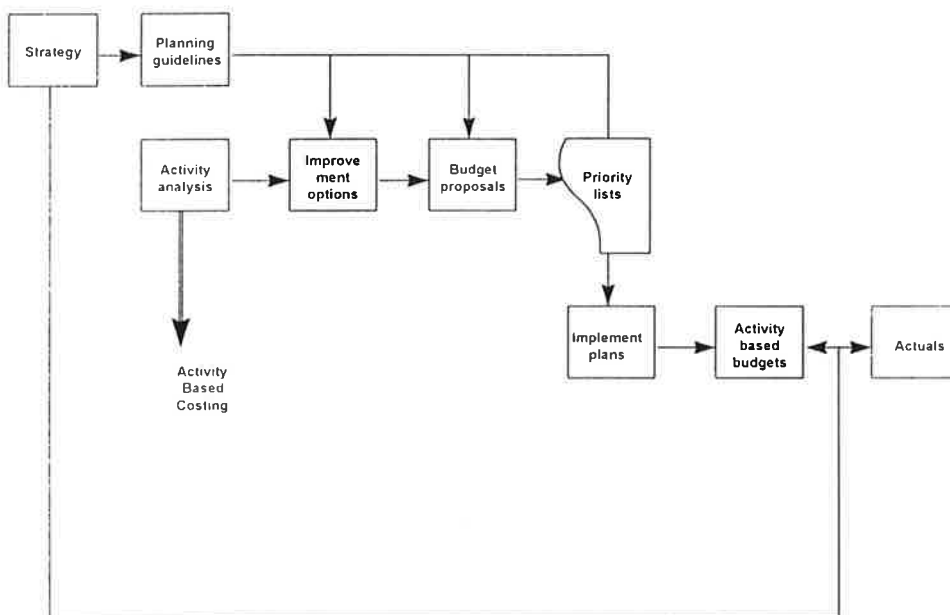 Strategy
Planning
guidelines
Activity
analysis
Improve
ment
options
Budget
proposals
Priority
lists
Activity
Based
Costing
Implement
plans
Activity
based
budgets
Actuals